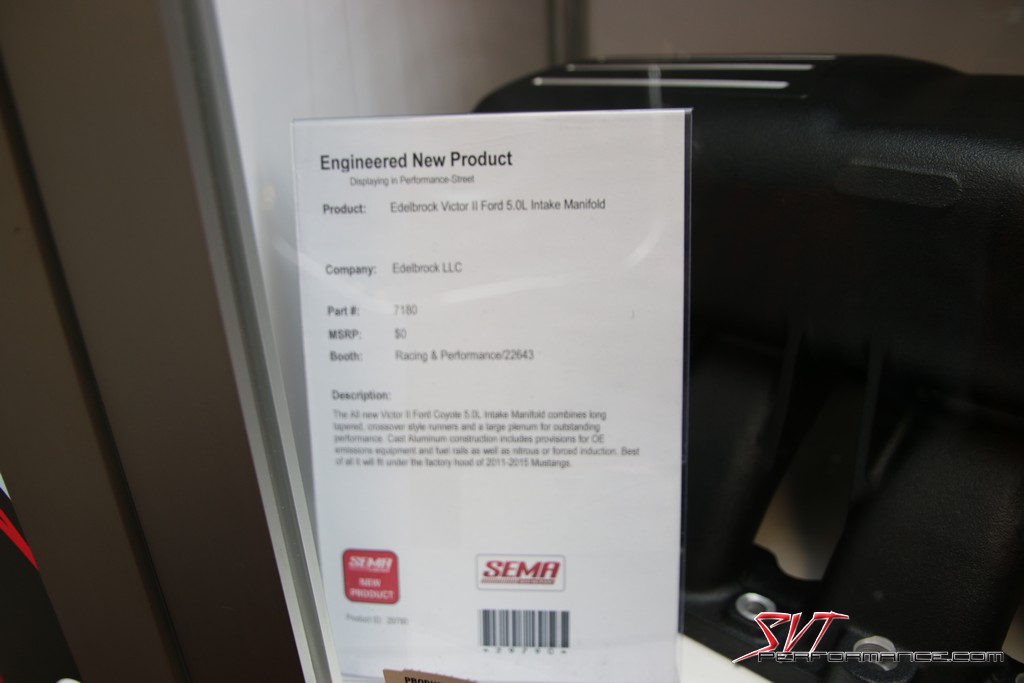 Engineered New Product
Displaying in Performance-Street
Product: Edelbrock Victor II Ford 5.0L Intake Manifold
Company: Edelbrock LLC
Part #: 7180
MSRP: $0
Booth: Racing & Performance/22643
Description:
The All new Victor II Ford Coyote 5.0L Intake Manifold combines long
tapered, crossover style runners and a large plenum for outstanding
performance. Cast Aluminum construction includes provisions for OE
emissions equipment and fuel rails as well as nitrous or forced induction. Best
of all it will fit under the factory hood of 2011-2015 Mustangs.
SEMA
NEW
PRODUCT
SEMA
Product ID:
SVT
PERFORMANCE.COM